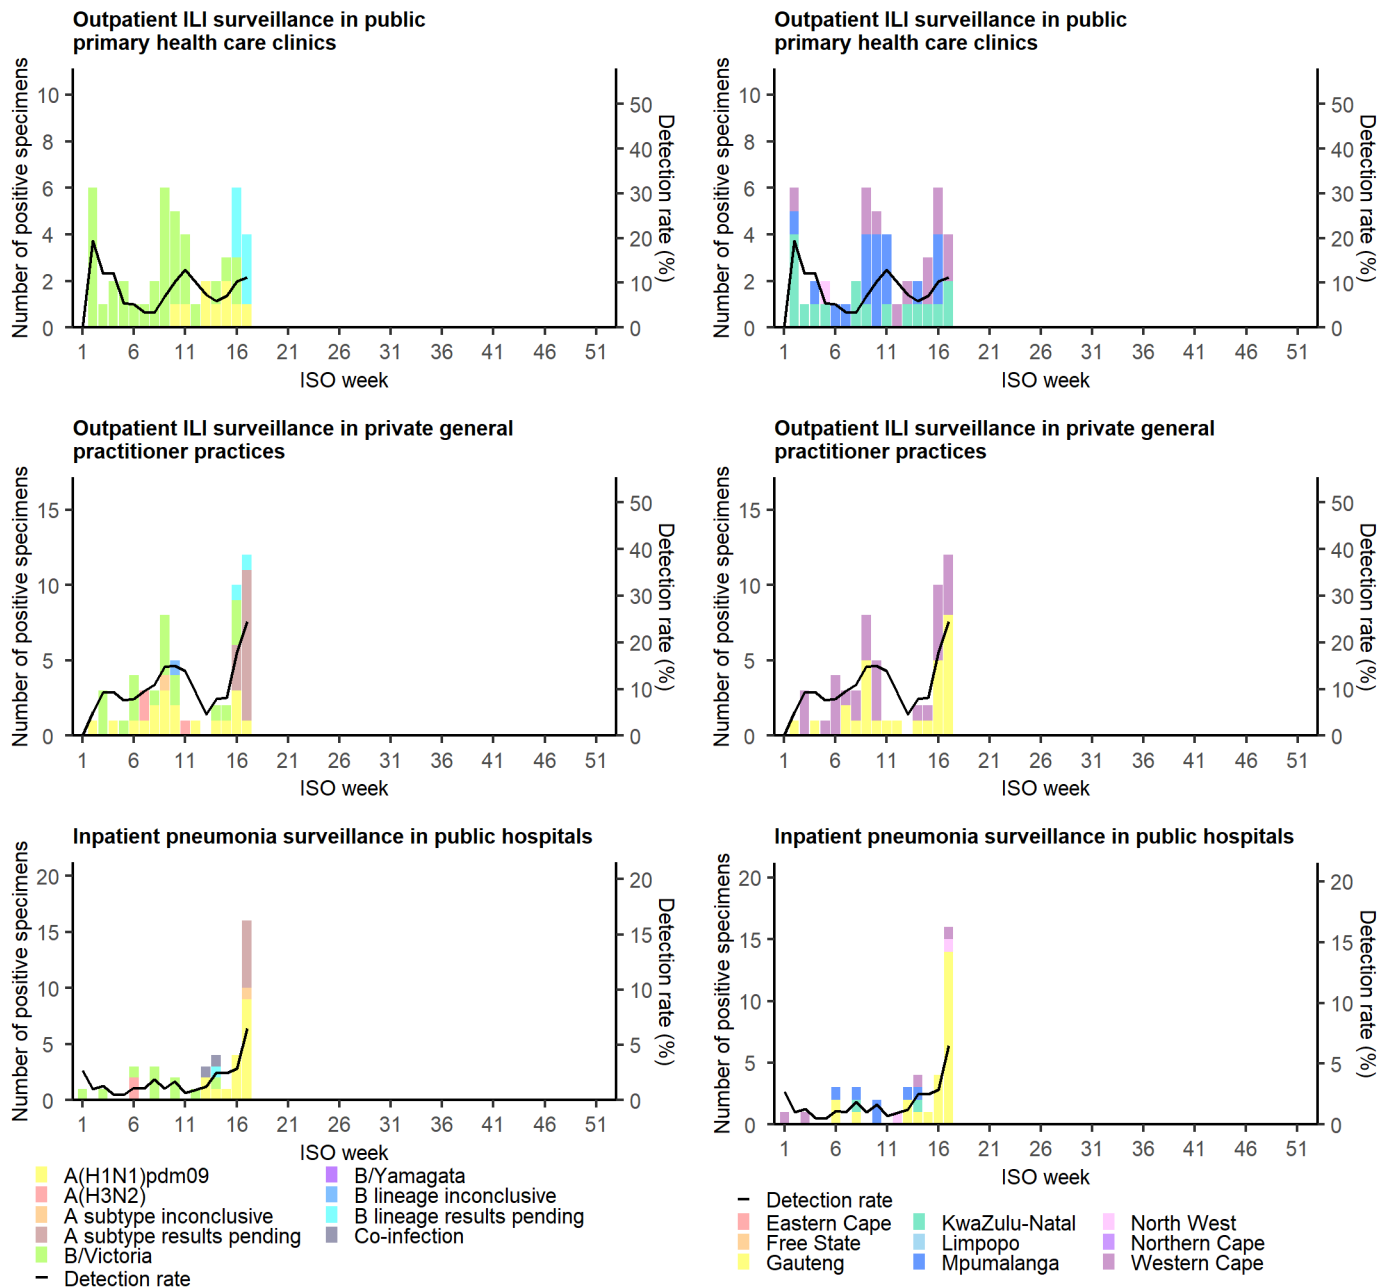 Outpatient ILI surveillance in public
primary health care clinics
Number of positive specimens
10
8
6
4
2
0
50
40
30
20
10
0
Detection rate (%)
1 6 11 16 21 26 31 36 41 46 51
ISO week
Outpatient ILI surveillance in public
primary health care clinics
Number of positive specimens
10
8
6
4
2
0
50
40
30
20
10
0
Detection rate (%)
1 6 11 16 21 26 31 36 41 46 51
ISO week
Outpatient ILI surveillance in private general
practitioner practices
Number of positive specimens
15
10
5
0
50
40
30
20
10
0
Detection rate (%)
1 6 11 16 21 26 31 36 41 46 51
ISO week
Outpatient ILI surveillance in private general
practitioner practices
Number of positive specimens
15
10
5
0
50
40
30
20
10
0
Detection rate (%)
1 6 11 16 21 26 31 36 41 46 51
ISO week
Inpatient pneumonia surveillance in public hospitals
Number of positive specimens
20
15
10
5
0
20
15
10
5
0
Detection rate (%)
1 6 11 16 21 26 31 36 41 46 51
ISO week
A(H1N1)pdm09
A(H3N2)
A subtype inconclusive
A subtype results pending
B/Victoria
Detection rate
B/Yamagata
B lineage inconclusive
B lineage results pending
Co-infection
Inpatient pneumonia surveillance in public hospitals
Number of positive specimens
20
15
10
5
0
20
15
10
5
0
Detection rate (%)
1 6 11 16 21 26 31 36 41 46 51
ISO week
Detection rate
Eastern Cape
Free State
Gauteng
KwaZulu-Natal
Limpopo
Mpumalanga
North West
Northern Cape
Western Cape